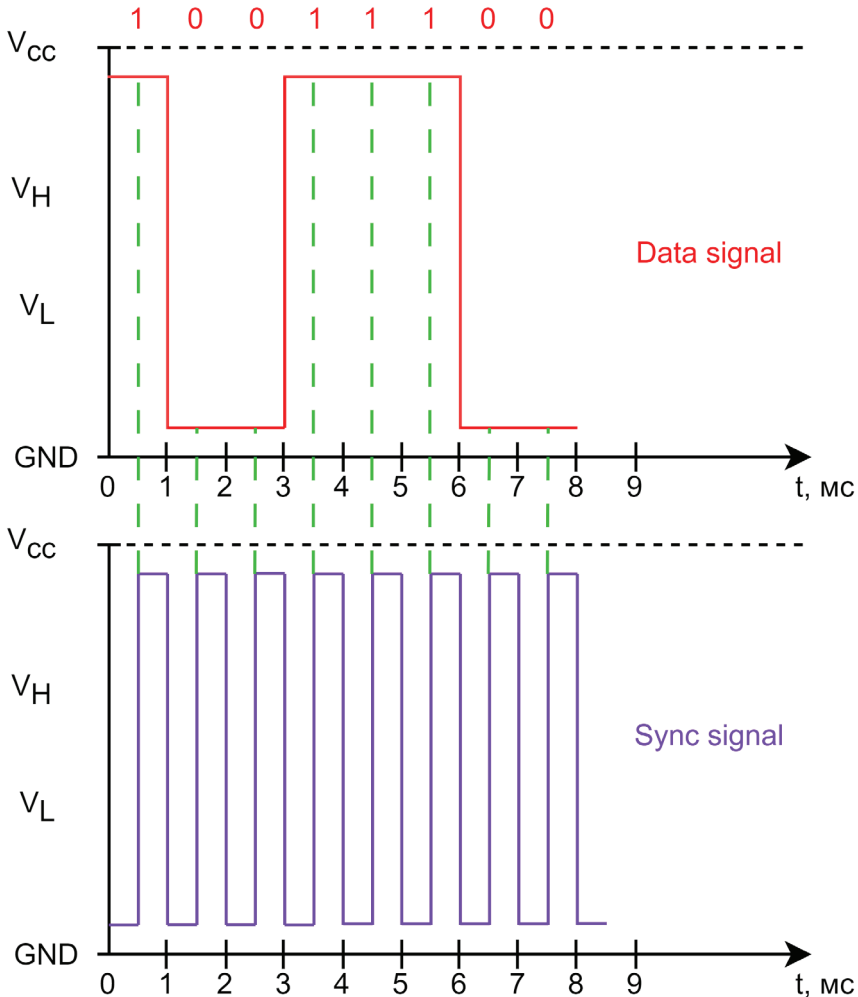 1 0 0 1 1 1 0 0
Vcc
VH
Data signal
VL
GND
0 1 2 3 4 5 6 7 8 9 t, мс
Vcc
VH
Sync signal
VL
GND
0 1 2 3 4 5 6 7 8 9 t, мс